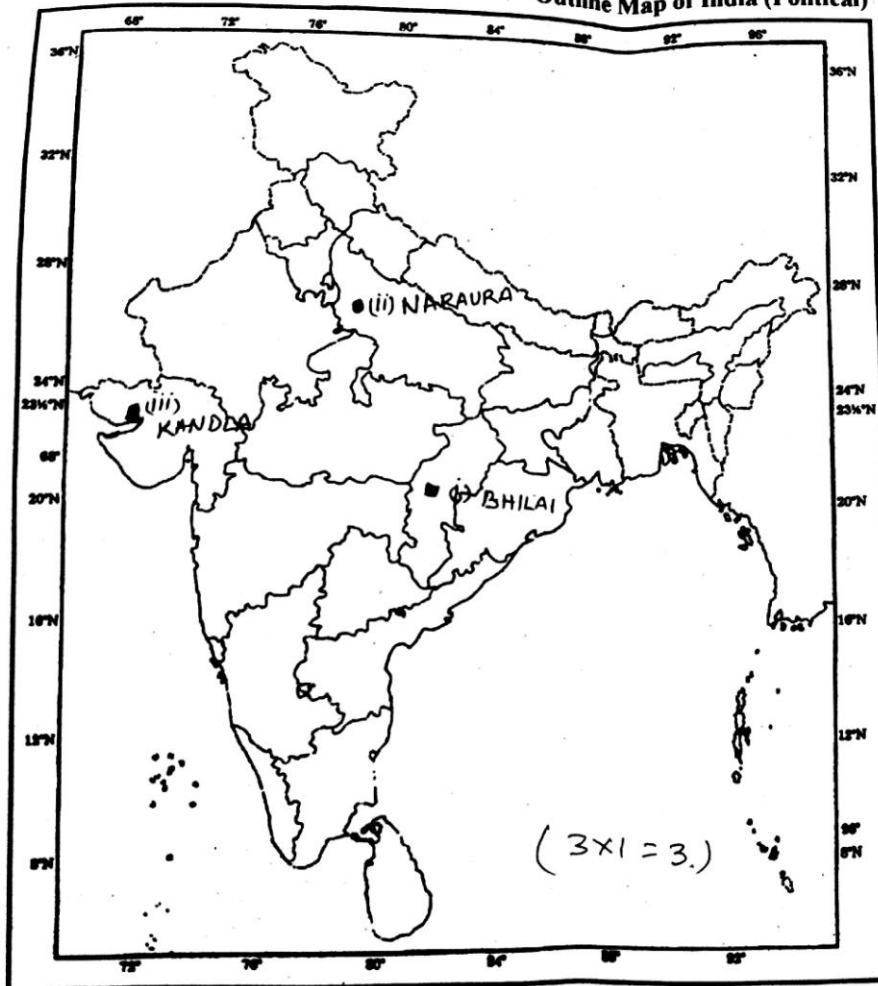 Outline Map of India (Political)
68° 72° 76° 80° 84° 88° 92° 96°
36°N 36°N
32°N 32°N
28°N 28°N
(ii) NARAURA
24°N 24°N
23½°N 23½°N
(iii)
KANDLA
68°
20°N 20°N
(i) BHILAI
16°N 16°N
12°N 12°N
96°
8°N 8°N
(3×1=3.)
72° 76° 80° 84° 88° 92°